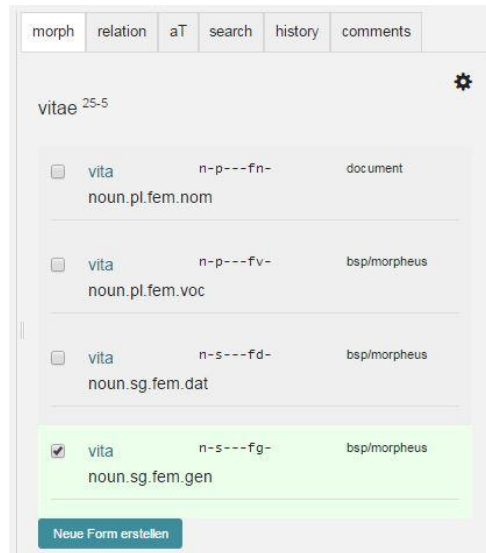 morph relation aT search history comments
vitae 25-5
vita n-p---fn- document
noun.pl.fem.nom
vita n-p---fv- bsp/morpheus
noun.pl.fem.voc
vita n-s---fd- bsp/morpheus
noun.sg.fem.dat
vita n-s---fg- bsp/morpheus
noun.sg.fem.gen
Neue Form erstellen